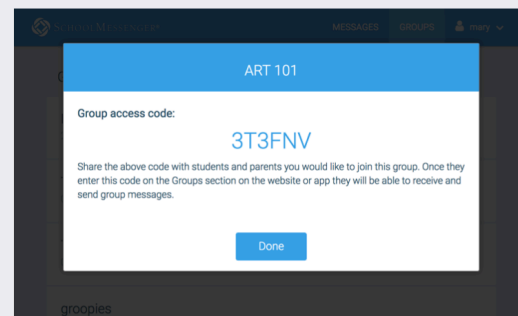 SCHOOLMESSENGER
MESSAGES
GROUPS
mary
ART 101
Group access code:
3T3FNV
Share the above code with students and parents you would like to join this group. Once they
enter this code on the Groups section on the website or app they will be able to receive and
send group messages.
Done
groopies